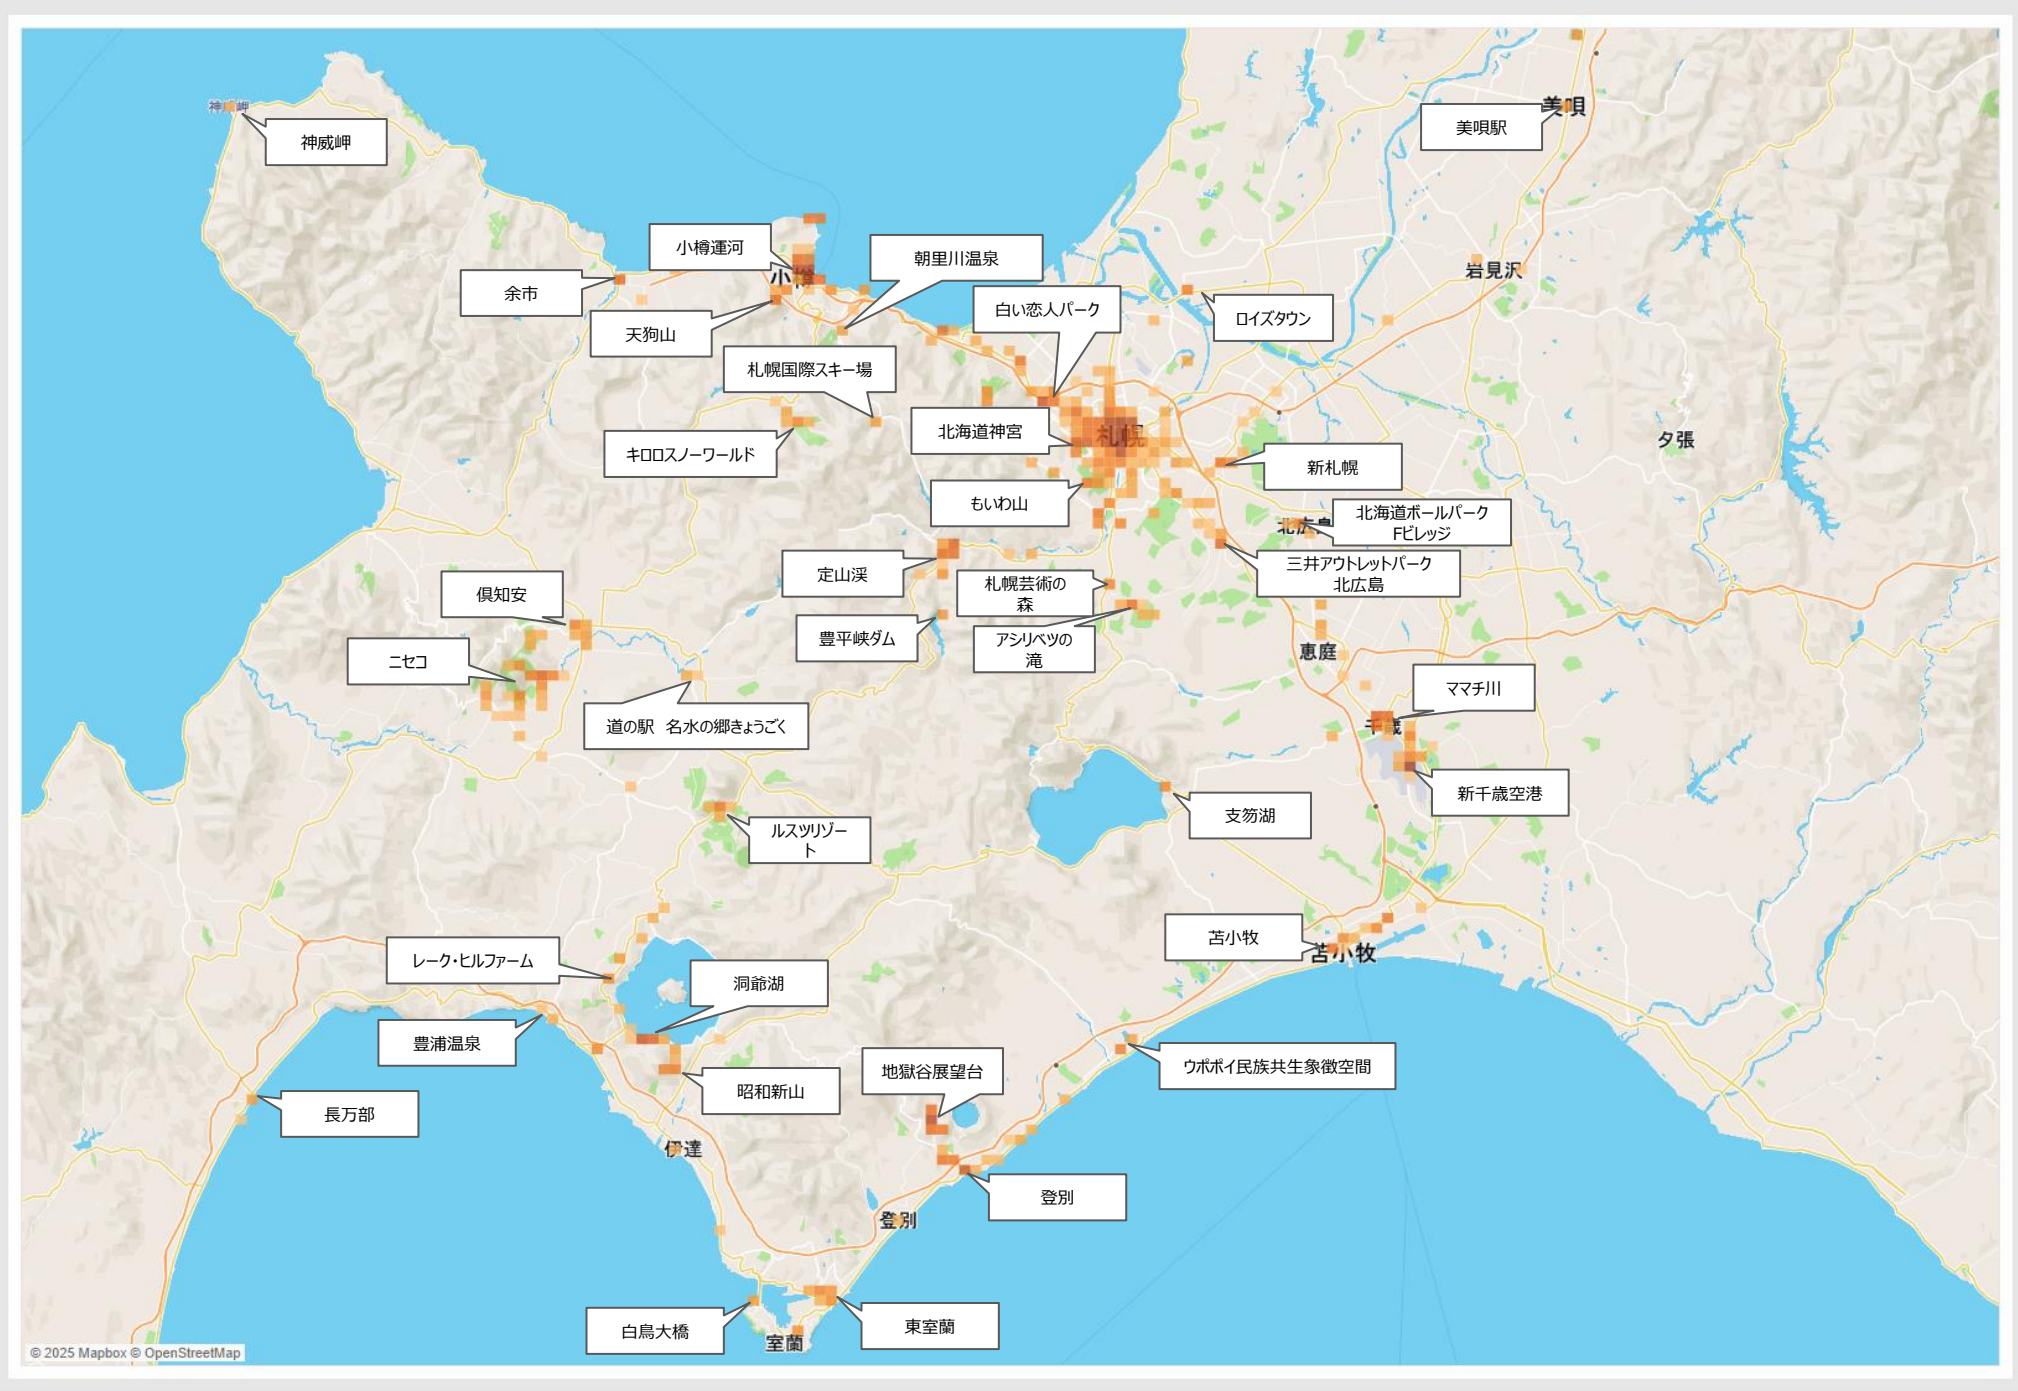 神威岬
神威岬
美唄
美唄駅
小樽運河
朝里川温泉
小樽
岩見沢
余市
白い恋人パーク
ロイズタウン
天狗山
札幌国際スキー場
北海道神宮
札幌
夕張
キロロスノーワールド
新札幌
もいわ山
北広島
北海道ボールパーク
Fビレッジ
定山渓
三井アウトレットパーク
北広島
倶知安
札幌芸術の
森
豊平峡ダム
アシリベツの
滝
恵庭
ニセコ
ママチ川
道の駅 名水の郷きょうごく
千歳
新千歳空港
支笏湖
ルスツリゾー
ト
苫小牧
苫小牧
レーク・ヒルファーム
洞爺湖
豊浦温泉
地獄谷展望台
ウポポイ民族共生象徴空間
昭和新山
長万部
伊達
登別
登別
白鳥大橋
東室蘭
室蘭
© 2025 Mapbox © OpenStreetMap